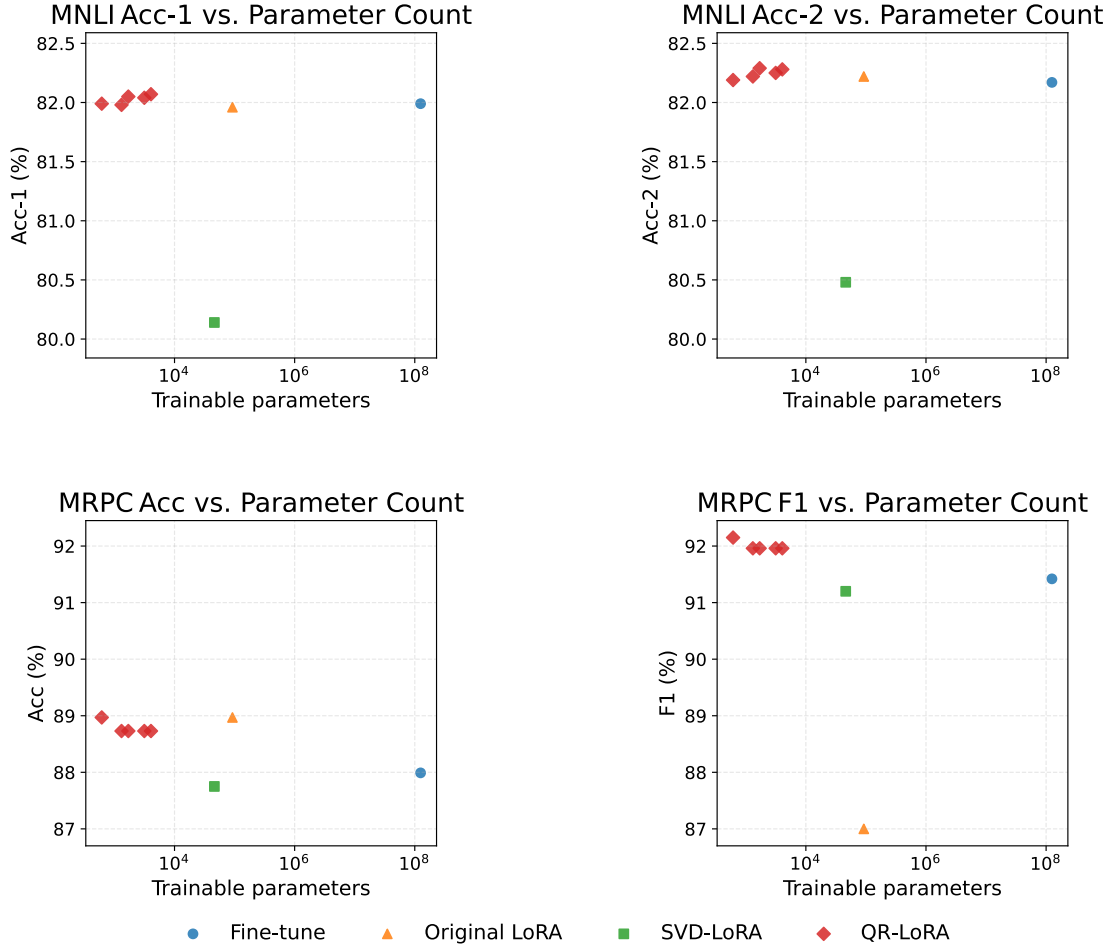 MNLI Acc-1 vs. Parameter Count
82.5
82.0
81.5
81.0
80.5
80.0
Acc-1 (%)
10^4
10^6
10^8
Trainable parameters
MNLI Acc-2 vs. Parameter Count
82.5
82.0
81.5
81.0
80.5
80.0
Acc-2 (%)
10^4
10^6
10^8
Trainable parameters
MRPC Acc vs. Parameter Count
92
91
90
89
88
87
Acc (%)
10^4
10^6
10^8
Trainable parameters
MRPC F1 vs. Parameter Count
92
91
90
89
88
87
F1 (%)
10^4
10^6
10^8
Trainable parameters
Fine-tune
Original LoRA
SVD-LoRA
QR-LoRA